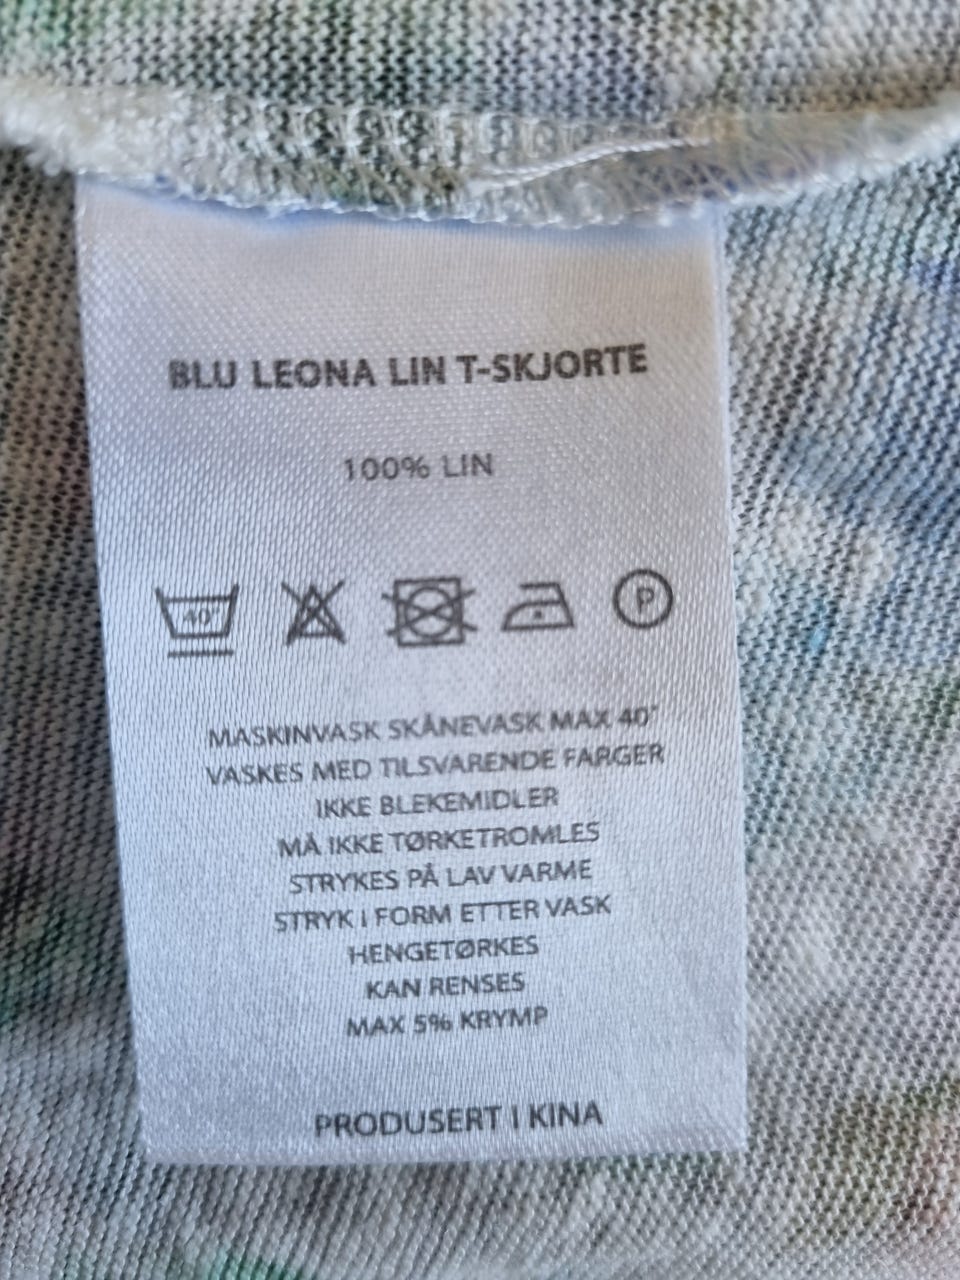 BLU LEONA LIN T-SKJORTE
100% LIN
40° P
MASKINVASK SKÅNEVASK MAX 40°
VASKES MED TILSVARENDE FARGER
IKKE BLEKEMIDLER
MÅ IKKE TØRKETROMLES
STRYKES PÅ LAV VARME
STRYK I FORM ETTER VASK
HENGETØRKES
KAN RENSES
MAX 5% KRYMP
PRODUSERT I KINA